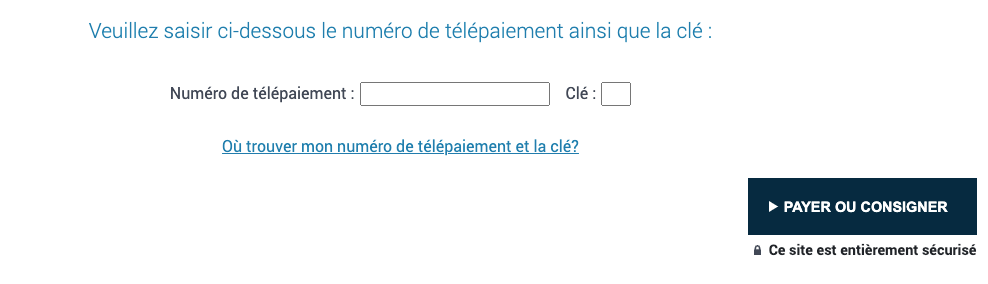 Veuillez saisir ci-dessous le numéro de télépaiement ainsi que la clé :
Numéro de télépaiement : Clé :
Où trouver mon numéro de télépaiement et la clé?
PAYER OU CONSIGNER
Ce site est entièrement sécurisé